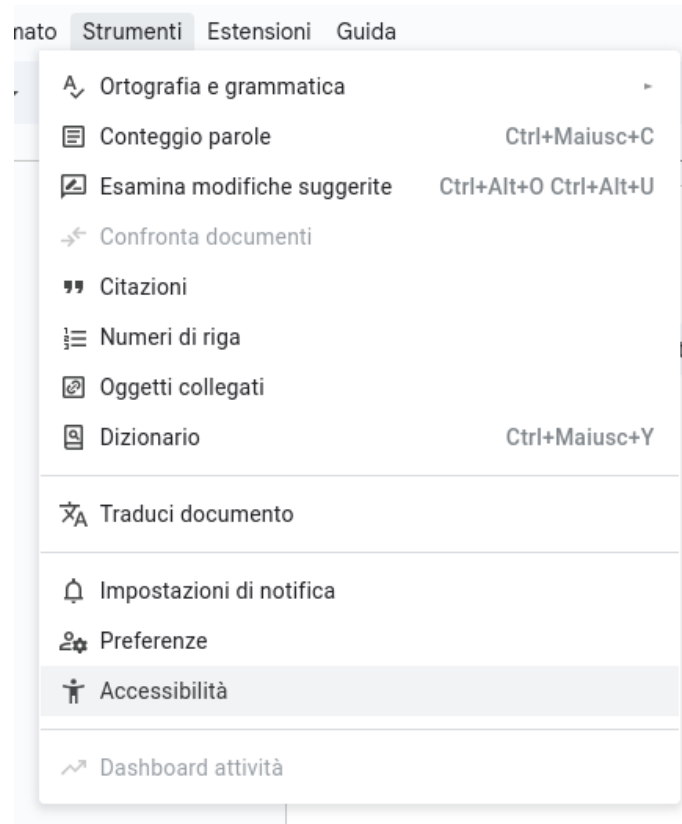 mato Strumenti Estensioni Guida
Ortografia e grammatica
Conteggio parole Ctrl+Maiusc+C
Esamina modifiche suggerite Ctrl+Alt+O Ctrl+Alt+U
Confronta documenti
Citazioni
Numeri di riga
Oggetti collegati
Dizionario Ctrl+Maiusc+Y
Traduci documento
Impostazioni di notifica
Preferenze
Accessibilità
Dashboard attività